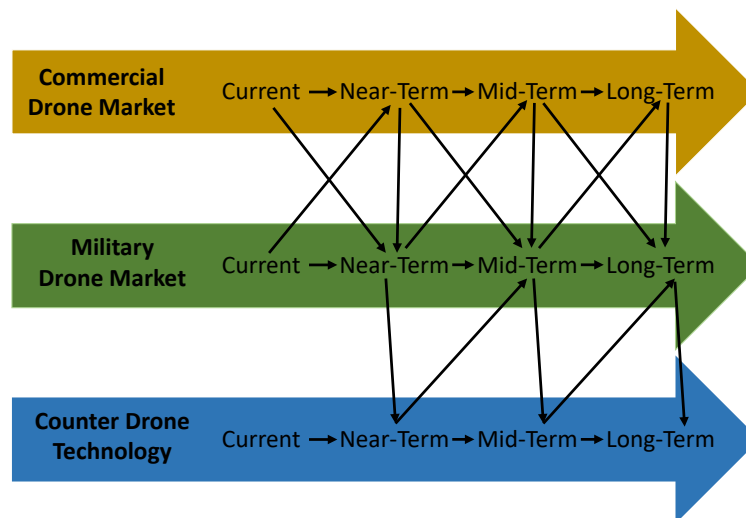 Commercial
Drone Market
Current Near-Term Mid-Term Long-Term
Military
Drone Market
Current Near-Term Mid-Term Long-Term
Counter Drone
Technology
Current Near-Term Mid-Term Long-Term